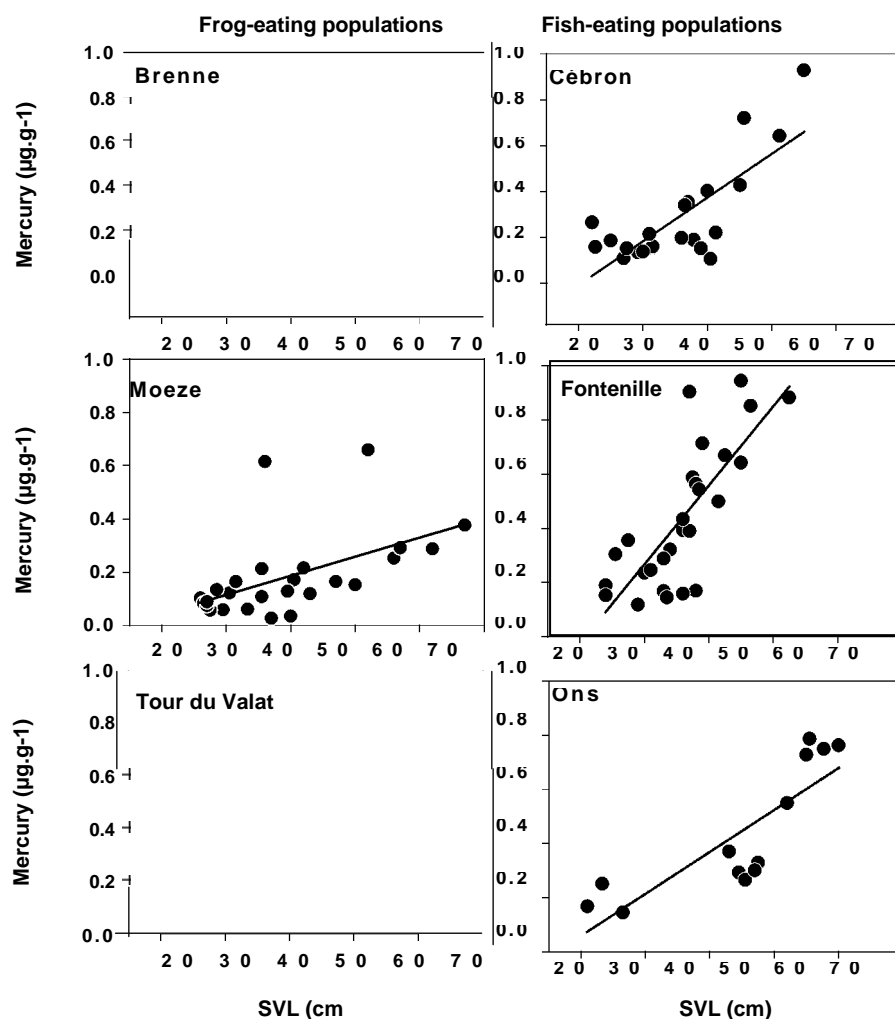 Frog-eating populations
Fish-eating populations
1.0
Brenne
0.8
0.6
0.4
0.2
0.0
Mercury (µg.g-1)
20 30 40 50 60 70
1.0
Cébron
0.8
0.6
0.4
0.2
0.0
20 30 40 50 60 70
1.0
Moeze
0.8
0.6
0.4
0.2
0.0
Mercury (µg.g-1)
20 30 40 50 60 70
1.0
Fontenille
0.8
0.6
0.4
0.2
0.0
20 30 40 50 60 70
1.0
Tour du Valat
0.8
0.6
0.4
0.2
0.0
Mercury (µg.g-1)
20 30 40 50 60 70
SVL (cm
1.0
Ons
0.8
0.6
0.4
0.2
0.0
20 30 40 50 60 70
SVL (cm)